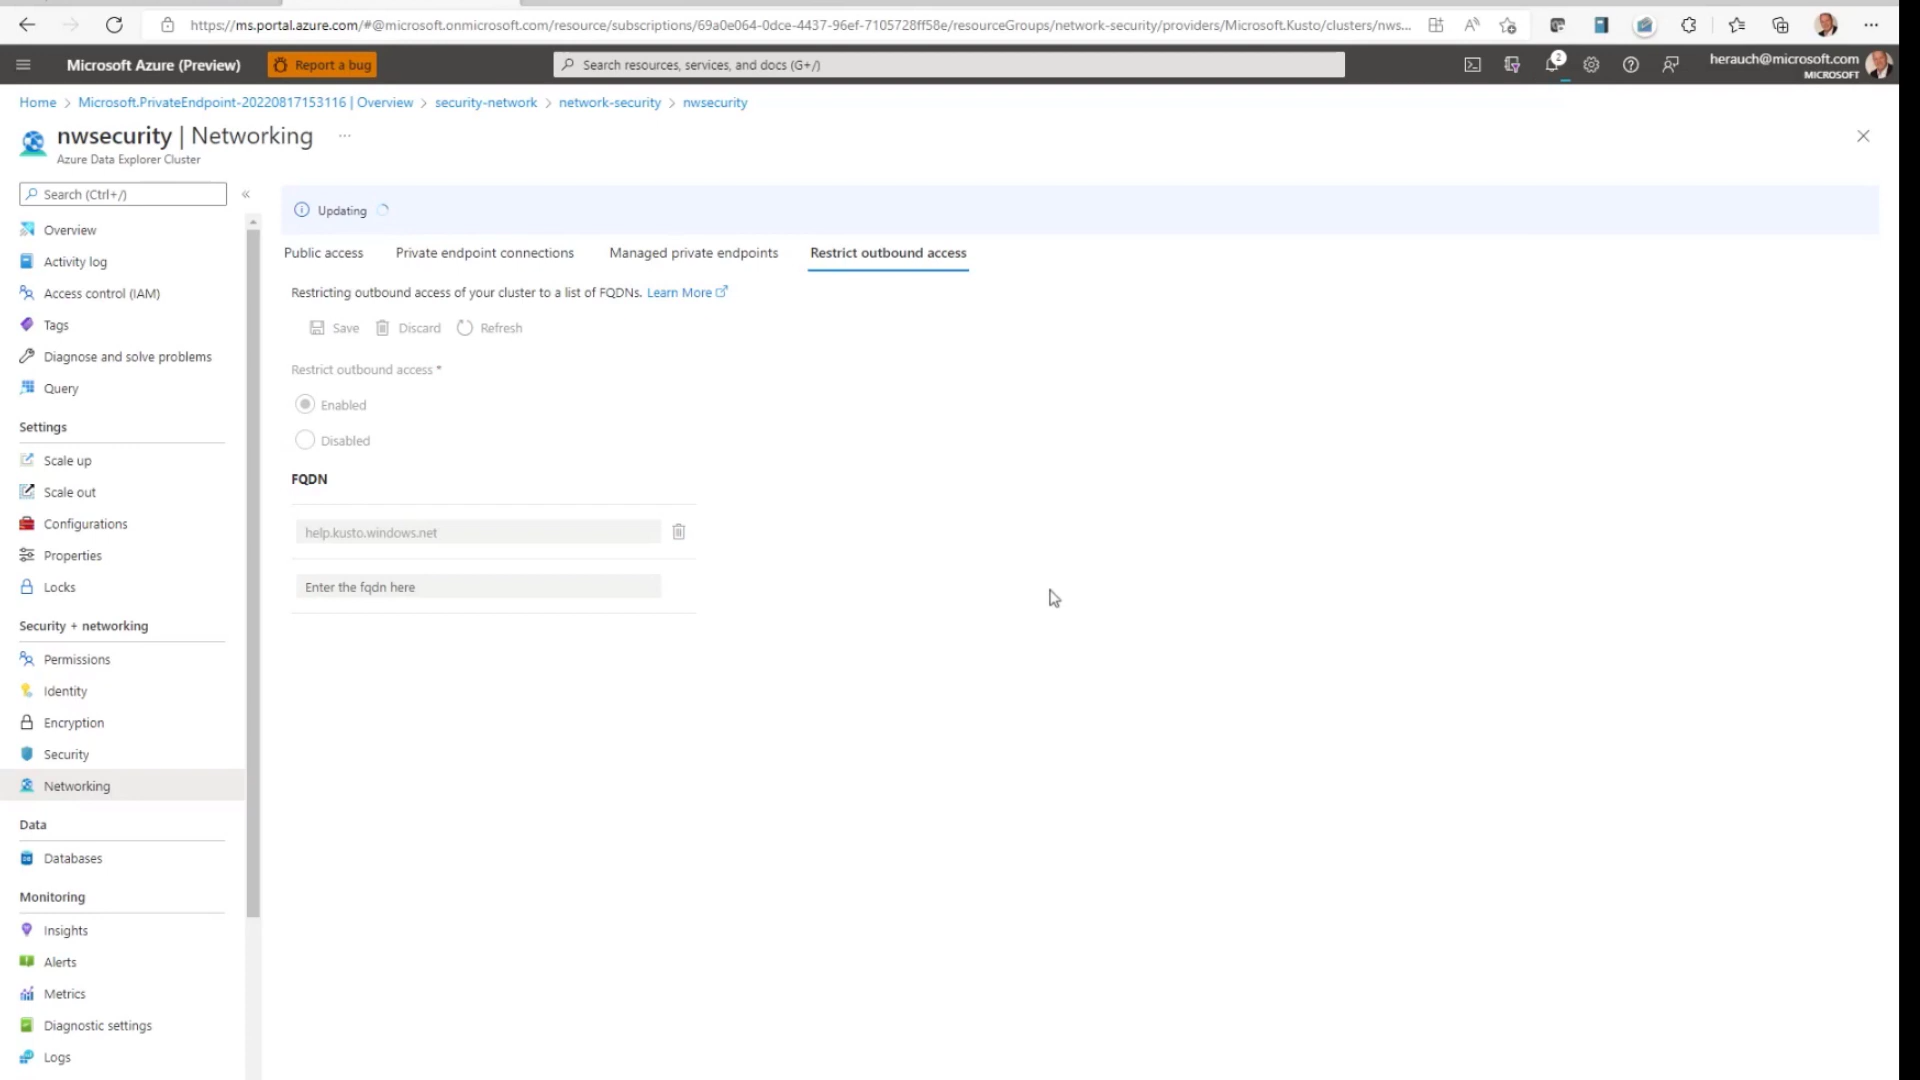 https://ms.portal.azure.com/#@microsoft.onmicrosoft.com/resource/subscriptions/69a0e064-0dce-4437-96ef-7105728ff58e/resourceGroups/network-security/providers/Microsoft.Kusto/clusters/nws...
Microsoft Azure (Preview)
Report a bug
Search resources, services, and docs (G+/)
2
herauch@microsoft.com
MICROSOFT
Home > Microsoft.PrivateEndpoint-20220817153116 | Overview > security-network > network-security > nwsecurity
nwsecurity | Networking ...
Azure Data Explorer Cluster
Search (Ctrl+/)
«
Overview
Activity log
Access control (IAM)
Tags
Diagnose and solve problems
Query
Settings
Scale up
Scale out
Configurations
Properties
Locks
Security + networking
Permissions
Identity
Encryption
Security
Networking
Data
Databases
Monitoring
Insights
Alerts
Metrics
Diagnostic settings
Logs
Updating
Public access
Private endpoint connections
Managed private endpoints
Restrict outbound access
Restricting outbound access of your cluster to a list of FQDNs. Learn More
Save
Discard
Refresh
Restrict outbound access *
Enabled
Disabled
FQDN
help.kusto.windows.net
Enter the fqdn here